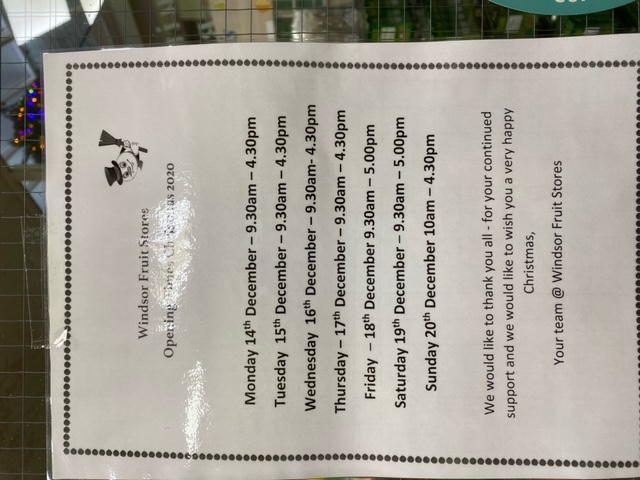 Windsor Fruit Stores
Opening Times Christmas 2020
Monday 14th December – 9.30am – 4.30pm
Tuesday 15th December – 9.30am – 4.30pm
Wednesday 16th December – 9.30am- 4.30pm
Thursday – 17th December – 9.30am – 4.30pm
Friday – 18th December 9.30am – 5.00pm
Saturday 19th December – 9.30am – 5.00pm
Sunday 20th December 10am – 4.30pm
We would like to thank you all - for your continued
support and we would like to wish you a very happy
Christmas,
Your team @ Windsor Fruit Stores